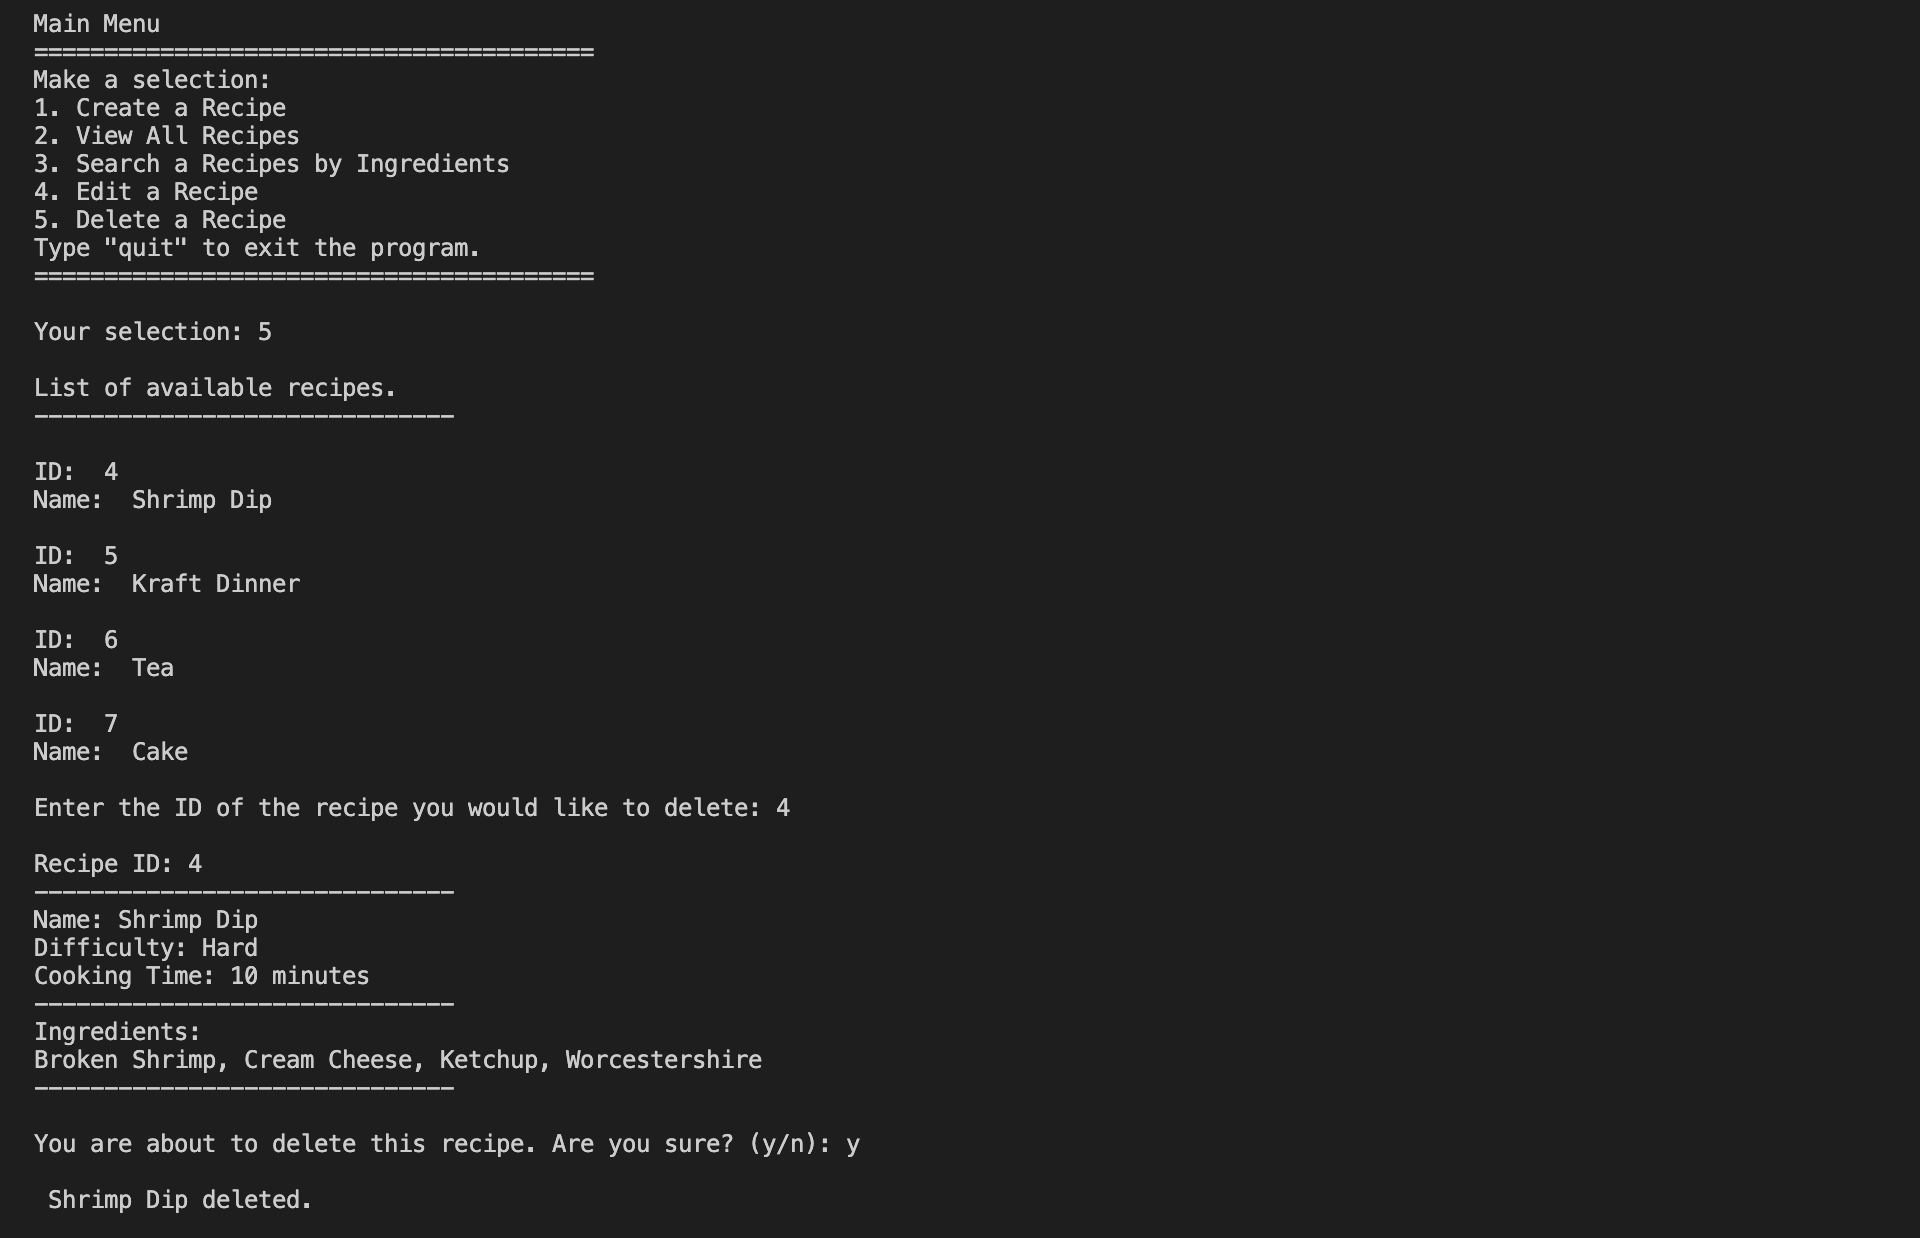 Main Menu
========================================
Make a selection:
1. Create a Recipe
2. View All Recipes
3. Search a Recipes by Ingredients
4. Edit a Recipe
5. Delete a Recipe
Type "quit" to exit the program.
========================================
Your selection: 5
List of available recipes.
------------------------------
ID:  4
Name:  Shrimp Dip
ID:  5
Name:  Kraft Dinner
ID:  6
Name:  Tea
ID:  7
Name:  Cake
Enter the ID of the recipe you would like to delete: 4
Recipe ID: 4
------------------------------
Name: Shrimp Dip
Difficulty: Hard
Cooking Time: 10 minutes
------------------------------
Ingredients:
Broken Shrimp, Cream Cheese, Ketchup, Worcestershire
------------------------------
You are about to delete this recipe. Are you sure? (y/n): y
 Shrimp Dip deleted.